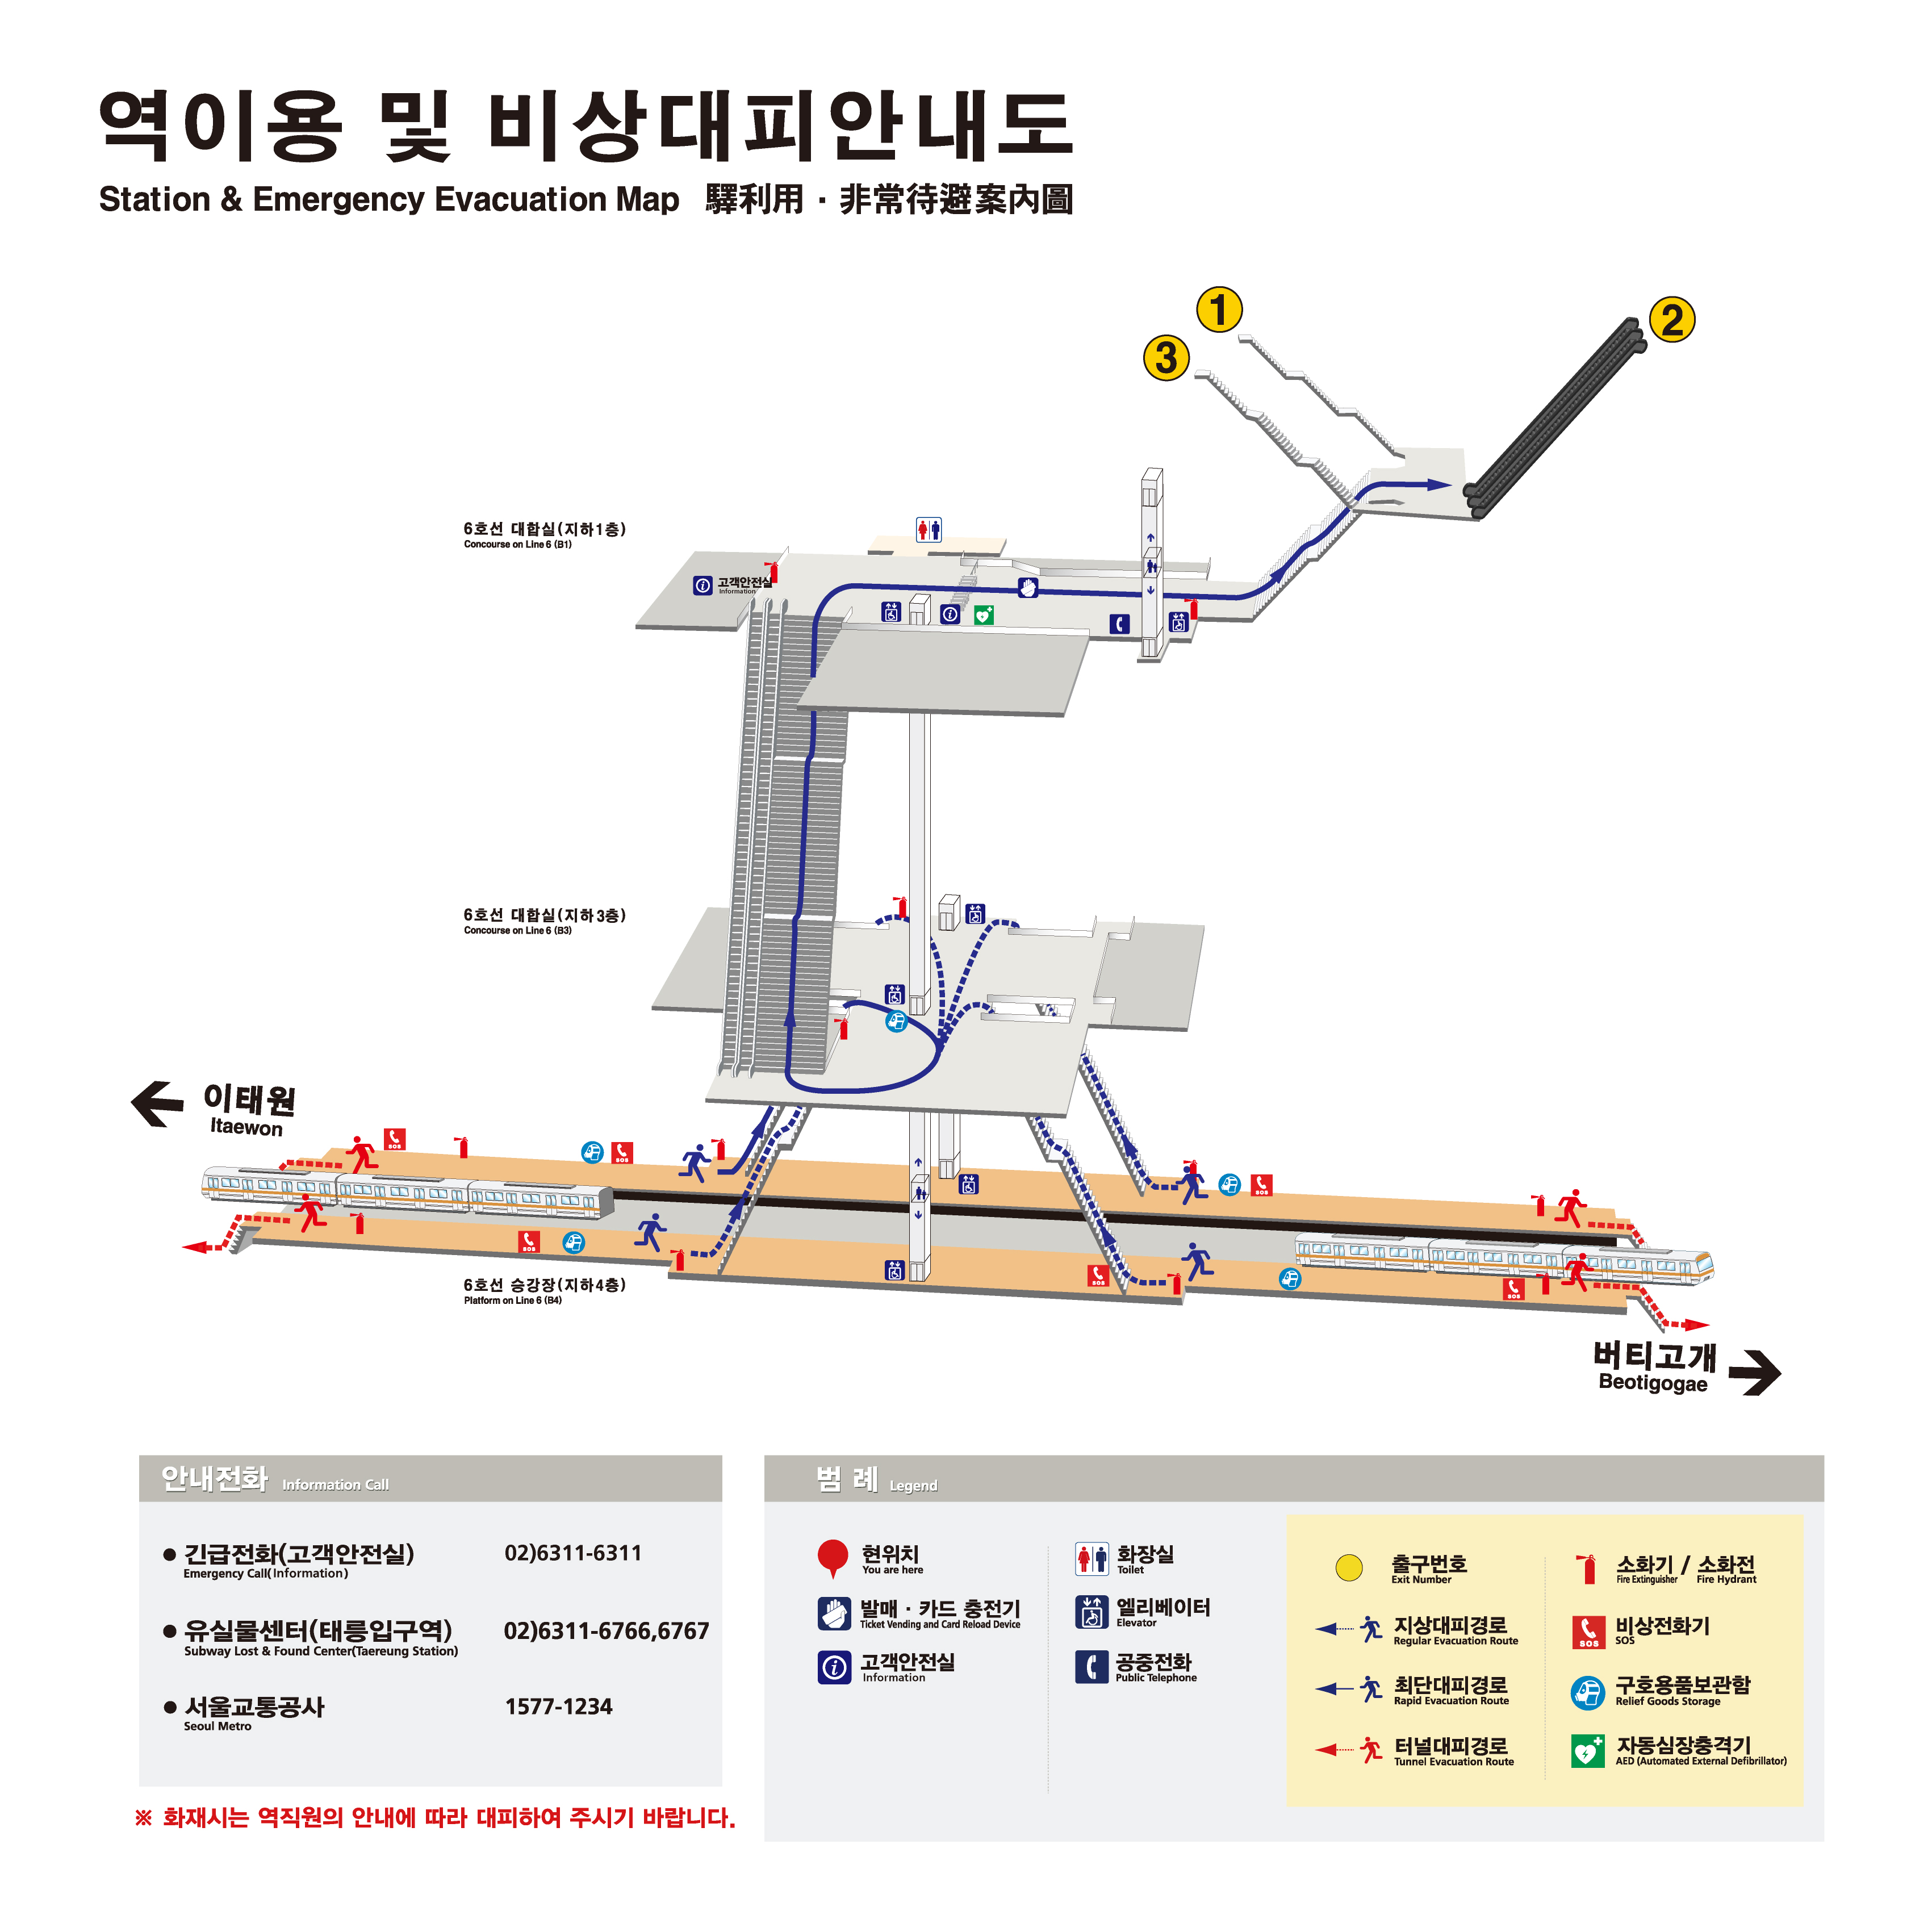 역이용 및 비상대피안내도
Station & Emergency Evacuation Map 驛利用 · 非常待避案內圖
1
2
3
6호선 대합실(지하1층)
Concourse on Line 6 (B1)
고객안전실
Information
6호선 대합실(지하3층)
Concourse on Line 6 (B3)
이태원
Itaewon
SOS
SOS
SOS
SOS
SOS
SOS
6호선 승강장(지하4층)
Platform on Line 6 (B4)
버티고개
Beotigogae
안내전화 Information Call
긴급전화(고객안전실) 02)6311-6311
Emergency Call(Information)
유실물센터(태릉입구역) 02)6311-6766,6767
Subway Lost & Found Center(Taereung Station)
서울교통공사 1577-1234
Seoul Metro
※ 화재시는 역직원의 안내에 따라 대피하여 주시기 바랍니다.
범 례 Legend
현위치
You are here
발매 · 카드 충전기
Ticket Vending and Card Reload Device
고객안전실
Information
화장실
Toilet
엘리베이터
Elevator
공중전화
Public Telephone
출구번호
Exit Number
지상대피경로
Regular Evacuation Route
최단대피경로
Rapid Evacuation Route
터널대피경로
Tunnel Evacuation Route
소화기 / 소화전
Fire Extinguisher Fire Hydrant
SOS
비상전화기
SOS
구호용품보관함
Relief Goods Storage
자동심장충격기
AED (Automated External Defibrillator)